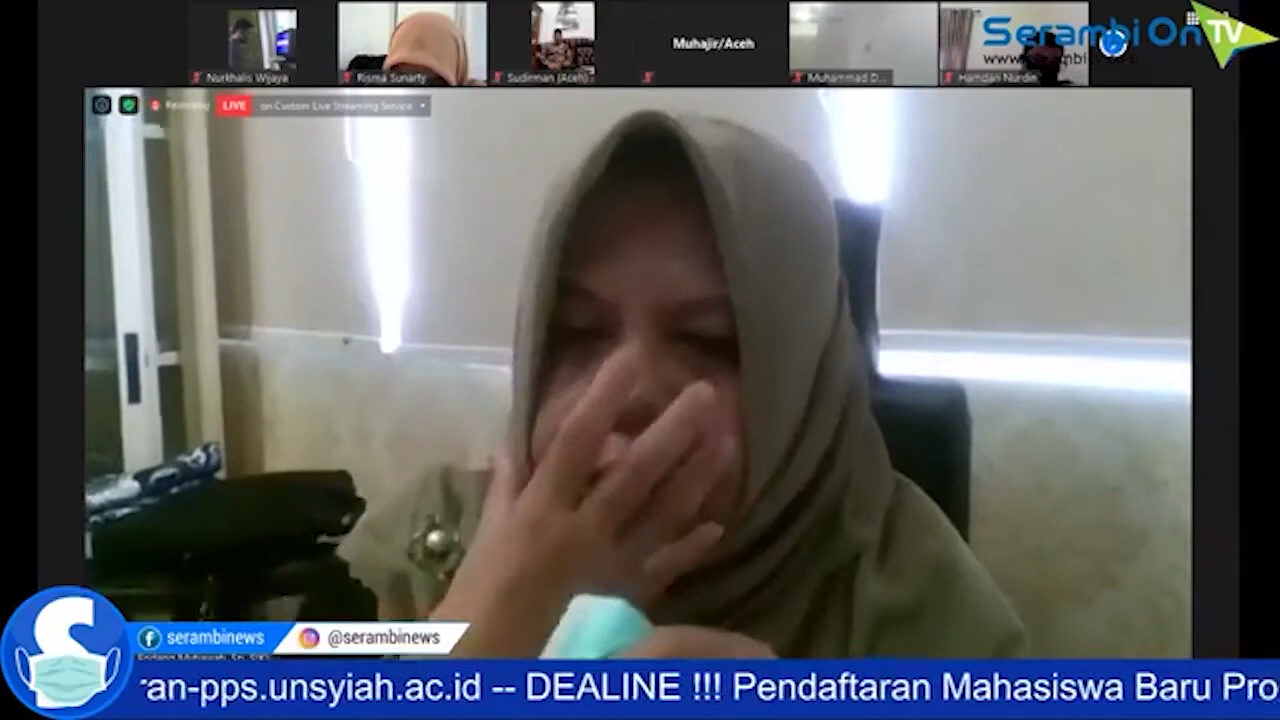 Serambi On TV
Muhajir/Aceh
Nurkhalis Wijaya
Risma Sunarty
Sudirman (Aceh)
Muhammad D...
Hamdan Nurdin
LIVE
on Custom Live Streaming Service
serambinews
@serambinews
ran-pps.unsyiah.ac.id -- DEALINE !!! Pendaftaran Mahasiswa Baru Pro